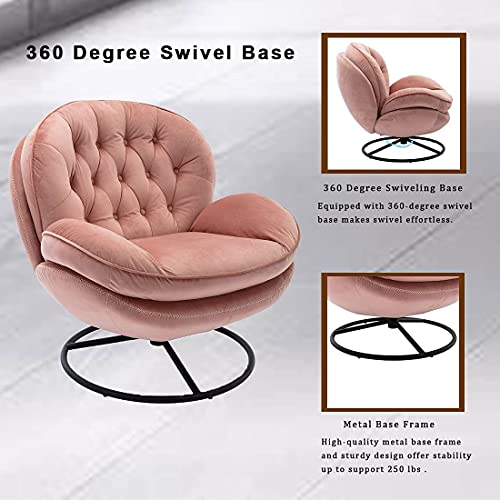 360 Degree Swivel Base
360 Degree Swiveling Base
Equipped with 360-degree swivel
base makes swivel effortless.
Metal Base Frame
High-quality metal base frame
and sturdy design offer stability
up to support 250 lbs .